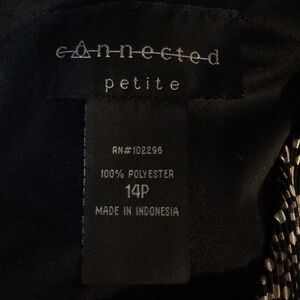 connected
petite
RN#102296
100% POLYESTER
14P
MADE IN INDONESIA